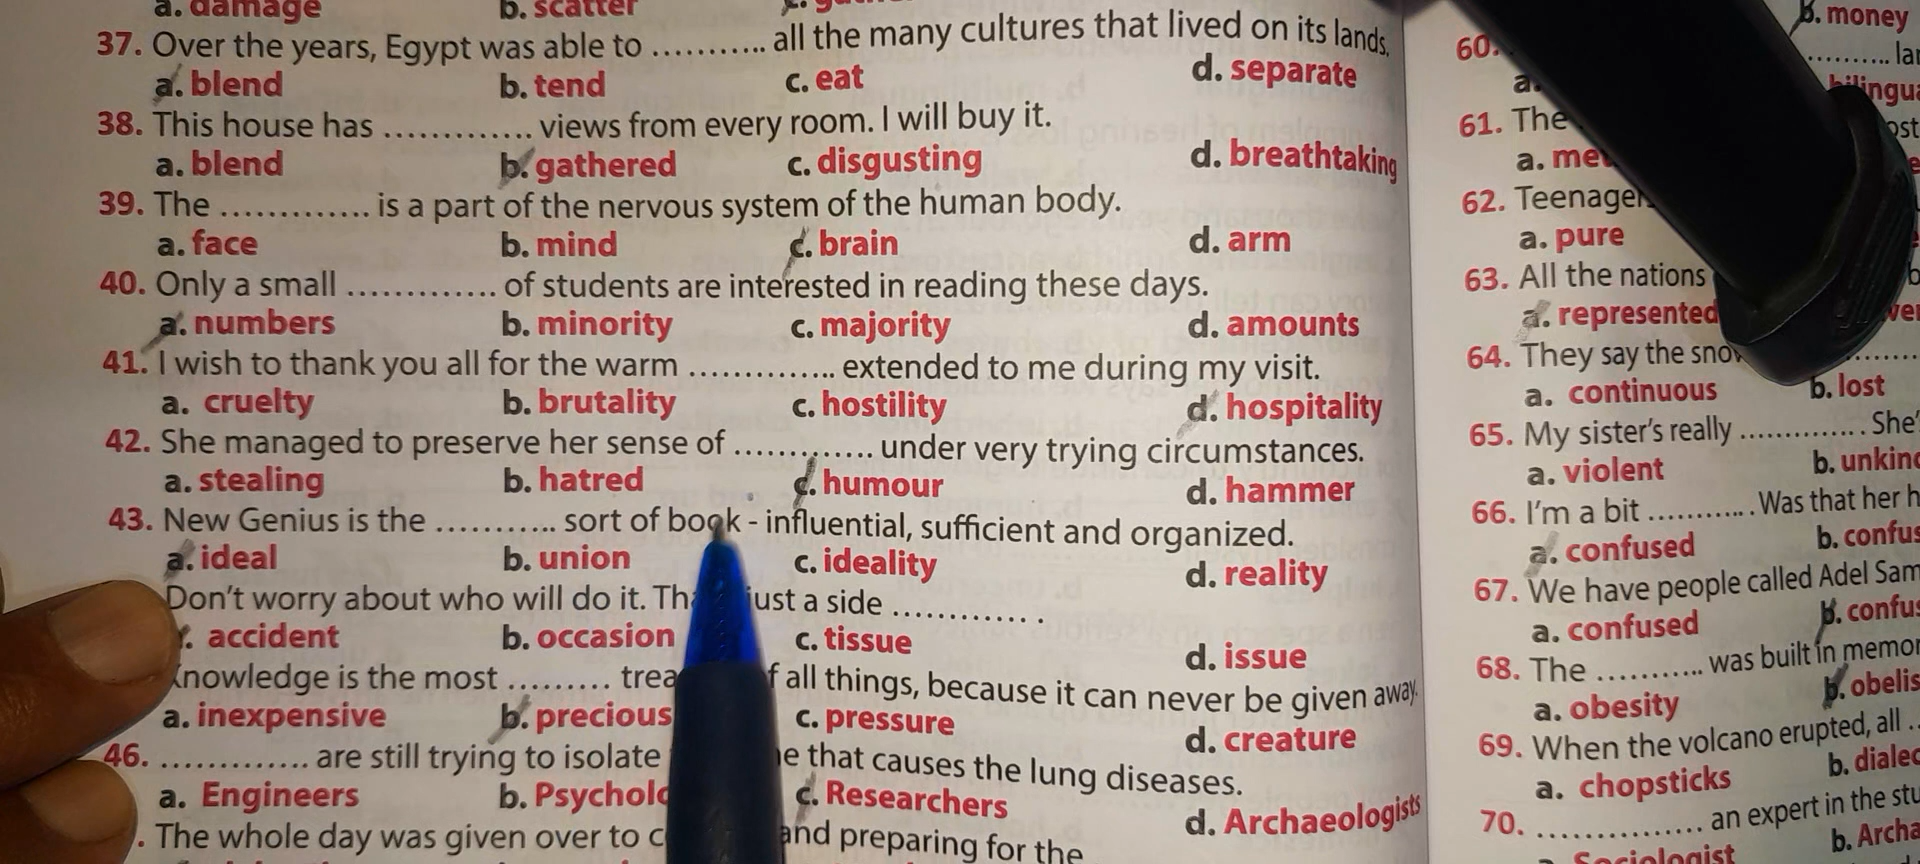 a. damage b. scatter
37. Over the years, Egypt was able to ........... all the many cultures that lived on its lands.
a. blend b. tend c. eat d. separate
38. This house has ............. views from every room. I will buy it.
a. blend b. gathered c. disgusting d. breathtaking
39. The ............. is a part of the nervous system of the human body.
a. face b. mind c. brain d. arm
40. Only a small ............. of students are interested in reading these days.
a. numbers b. minority c. majority d. amounts
41. I wish to thank you all for the warm ............. extended to me during my visit.
a. cruelty b. brutality c. hostility d. hospitality
42. She managed to preserve her sense of ............. under very trying circumstances.
a. stealing b. hatred c. humour d. hammer
43. New Genius is the ........... sort of book - influential, sufficient and organized.
a. ideal b. union c. ideality d. reality
Don't worry about who will do it. just a side ............. .
accident b. occasion c. tissue d. issue
Knowledge is the most ......... all things, because it can never be given away.
a. inexpensive b. precious c. pressure d. creature
46. ............. are still trying to isolate that causes the lung diseases.
a. Engineers b. c. Researchers d. Archaeologists
. The whole day was given over to and preparing for the
b. money
60.
a.
61. The
a.
62. Teenager
a. pure
63. All the nations
a. represented
64. They say the
a. continuous b. lost
65. My sister's really ............. . She'
a. violent b.
66. I'm a bit ........... . Was that her
a. confused b.
67. We have people called Adel
a. confused b.
68. The ........... was built in
a. obesity b.
69. When the volcano erupted, all
a. chopsticks b.
70. ................ an expert in the
b.
Sociologist